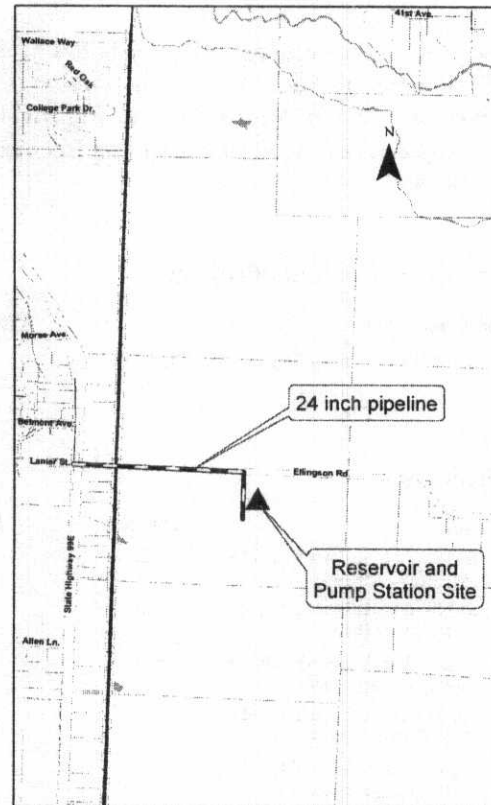 41st Ave.
Wallace Way
Red Oak
College Park Dr.
N
Morse Ave.
24 inch pipeline
Belmont Ave.
Lanier St.
Ellingson Rd.
State Highway 99E
Reservoir and
Pump Station Site
Allen Ln.